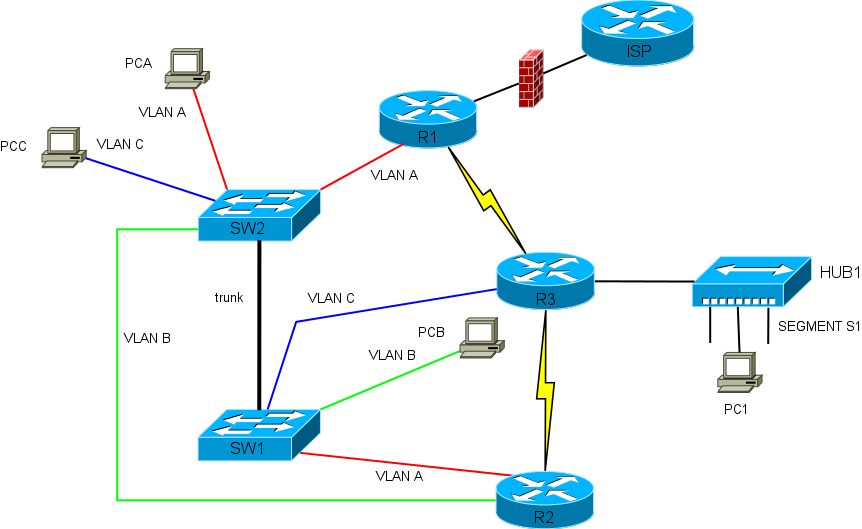 ISP
PCA
VLAN A
R1
PCC
VLAN C
VLAN A
SW2
HUB1
trunk
VLAN C
R3
SEGMENT S1
VLAN B
PCB
VLAN B
PC1
SW1
VLAN A
R2